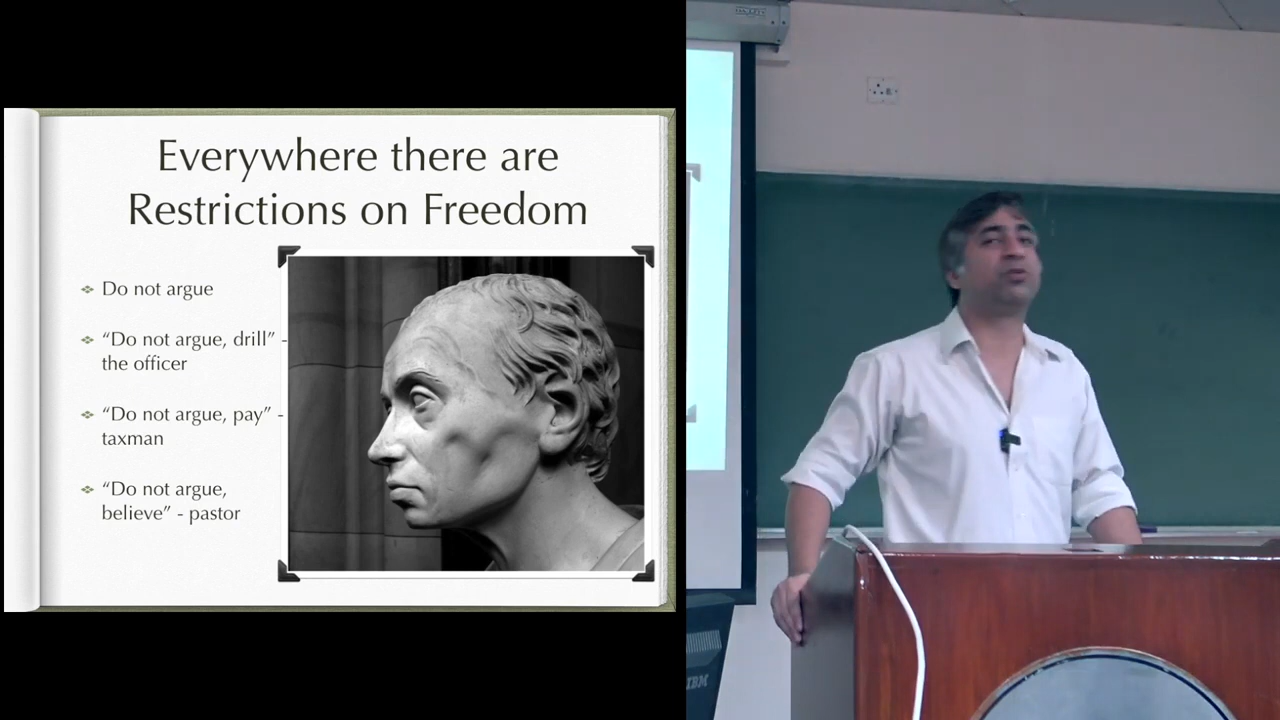 Everywhere there are
Restrictions on Freedom
Do not argue
“Do not argue, drill” -
the officer
“Do not argue, pay” -
taxman
“Do not argue,
believe” - pastor
IBM